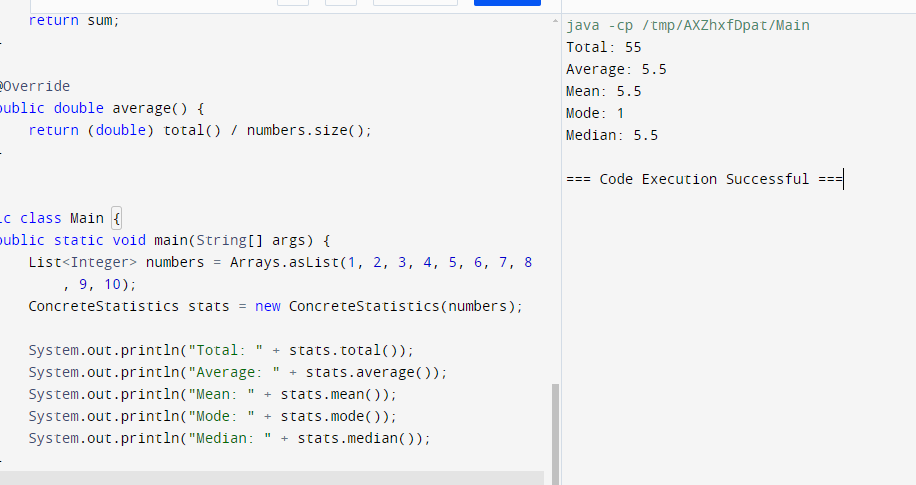 return sum;
@Override
public double average() {
return (double) total() / numbers.size();
class Main {
public static void main(String[] args) {
List<Integer> numbers = Arrays.asList(1, 2, 3, 4, 5, 6, 7, 8
, 9, 10);
ConcreteStatistics stats = new ConcreteStatistics(numbers);
System.out.println("Total: " + stats.total());
System.out.println("Average: " + stats.average());
System.out.println("Mean: " + stats.mean());
System.out.println("Mode: " + stats.mode());
System.out.println("Median: " + stats.median());
java -cp /tmp/AXZhxfDpat/Main
Total: 55
Average: 5.5
Mean: 5.5
Mode: 1
Median: 5.5
=== Code Execution Successful ===